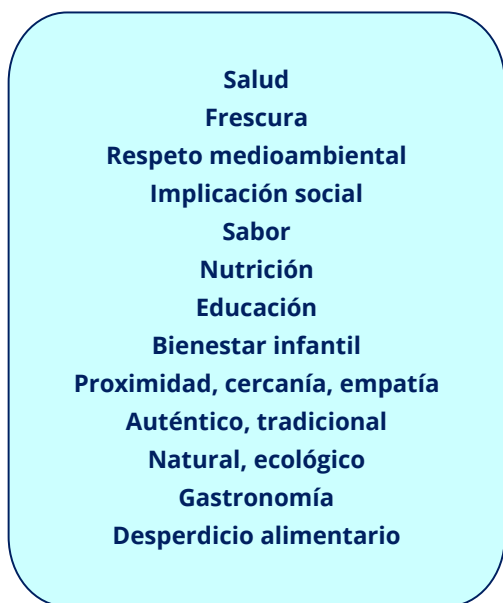 Salud
Frescura
Respeto medioambiental
Implicación social
Sabor
Nutrición
Educación
Bienestar infantil
Proximidad, cercanía, empatía
Auténtico, tradicional
Natural, ecológico
Gastronomía
Desperdicio alimentario